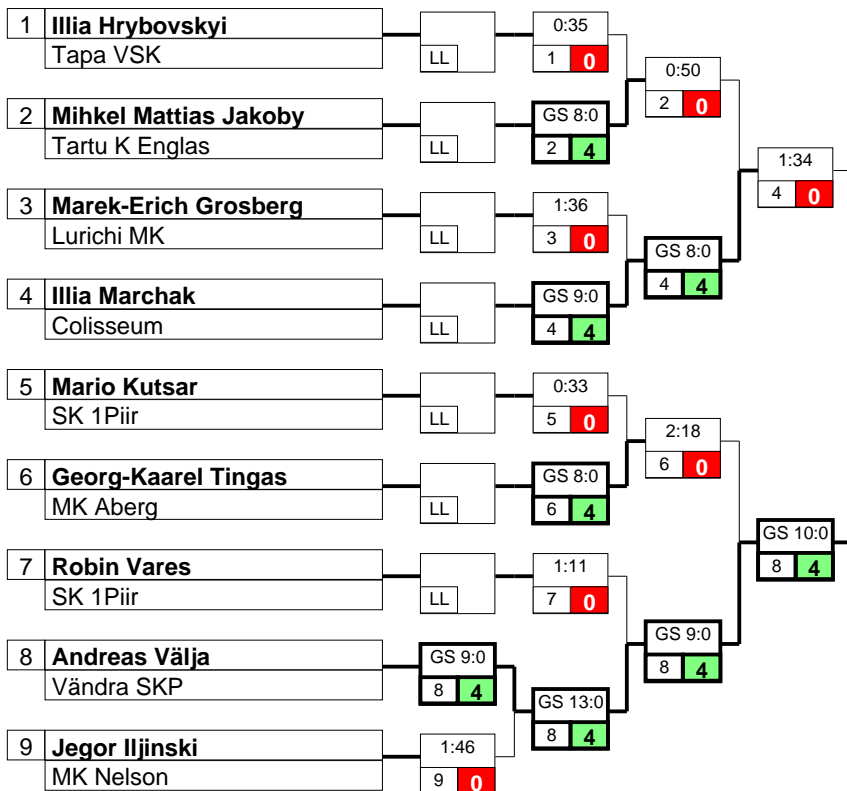 1 Illia Hrybovskyi 0:35
Tapa VSK LL 1 0 0:50
2 0
2 Mihkel Mattias Jakoby GS 8:0
Tartu K Englas LL 2 4 1:34
4 0
3 Marek-Erich Grosberg 1:36
Lurichi MK LL 3 0 GS 8:0
4 4
4 Illia Marchak GS 9:0
Colisseum LL 4 4
5 Mario Kutsar 0:33
SK 1Piir LL 5 0 2:18
6 0
6 Georg-Kaarel Tingas GS 8:0
MK Aberg LL 6 4 GS 10:0
8 4
7 Robin Vares 1:11
SK 1Piir LL 7 0 GS 9:0
8 4
8 Andreas Välja GS 9:0
Vändra SKP 8 4 GS 13:0
8 4
9 Jegor Iljinski 1:46
MK Nelson 9 0